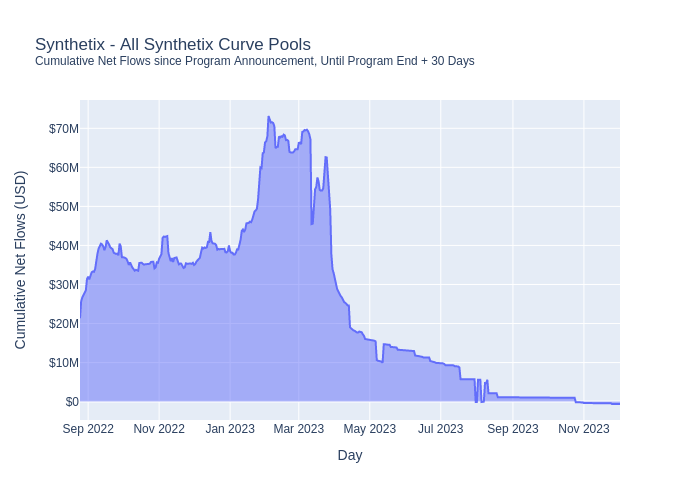 Synthetix - All Synthetix Curve Pools
Cumulative Net Flows since Program Announcement, Until Program End + 30 Days
Cumulative Net Flows (USD)
$70M
$60M
$50M
$40M
$30M
$20M
$10M
$0
Sep 2022 Nov 2022 Jan 2023 Mar 2023 May 2023 Jul 2023 Sep 2023 Nov 2023
Day